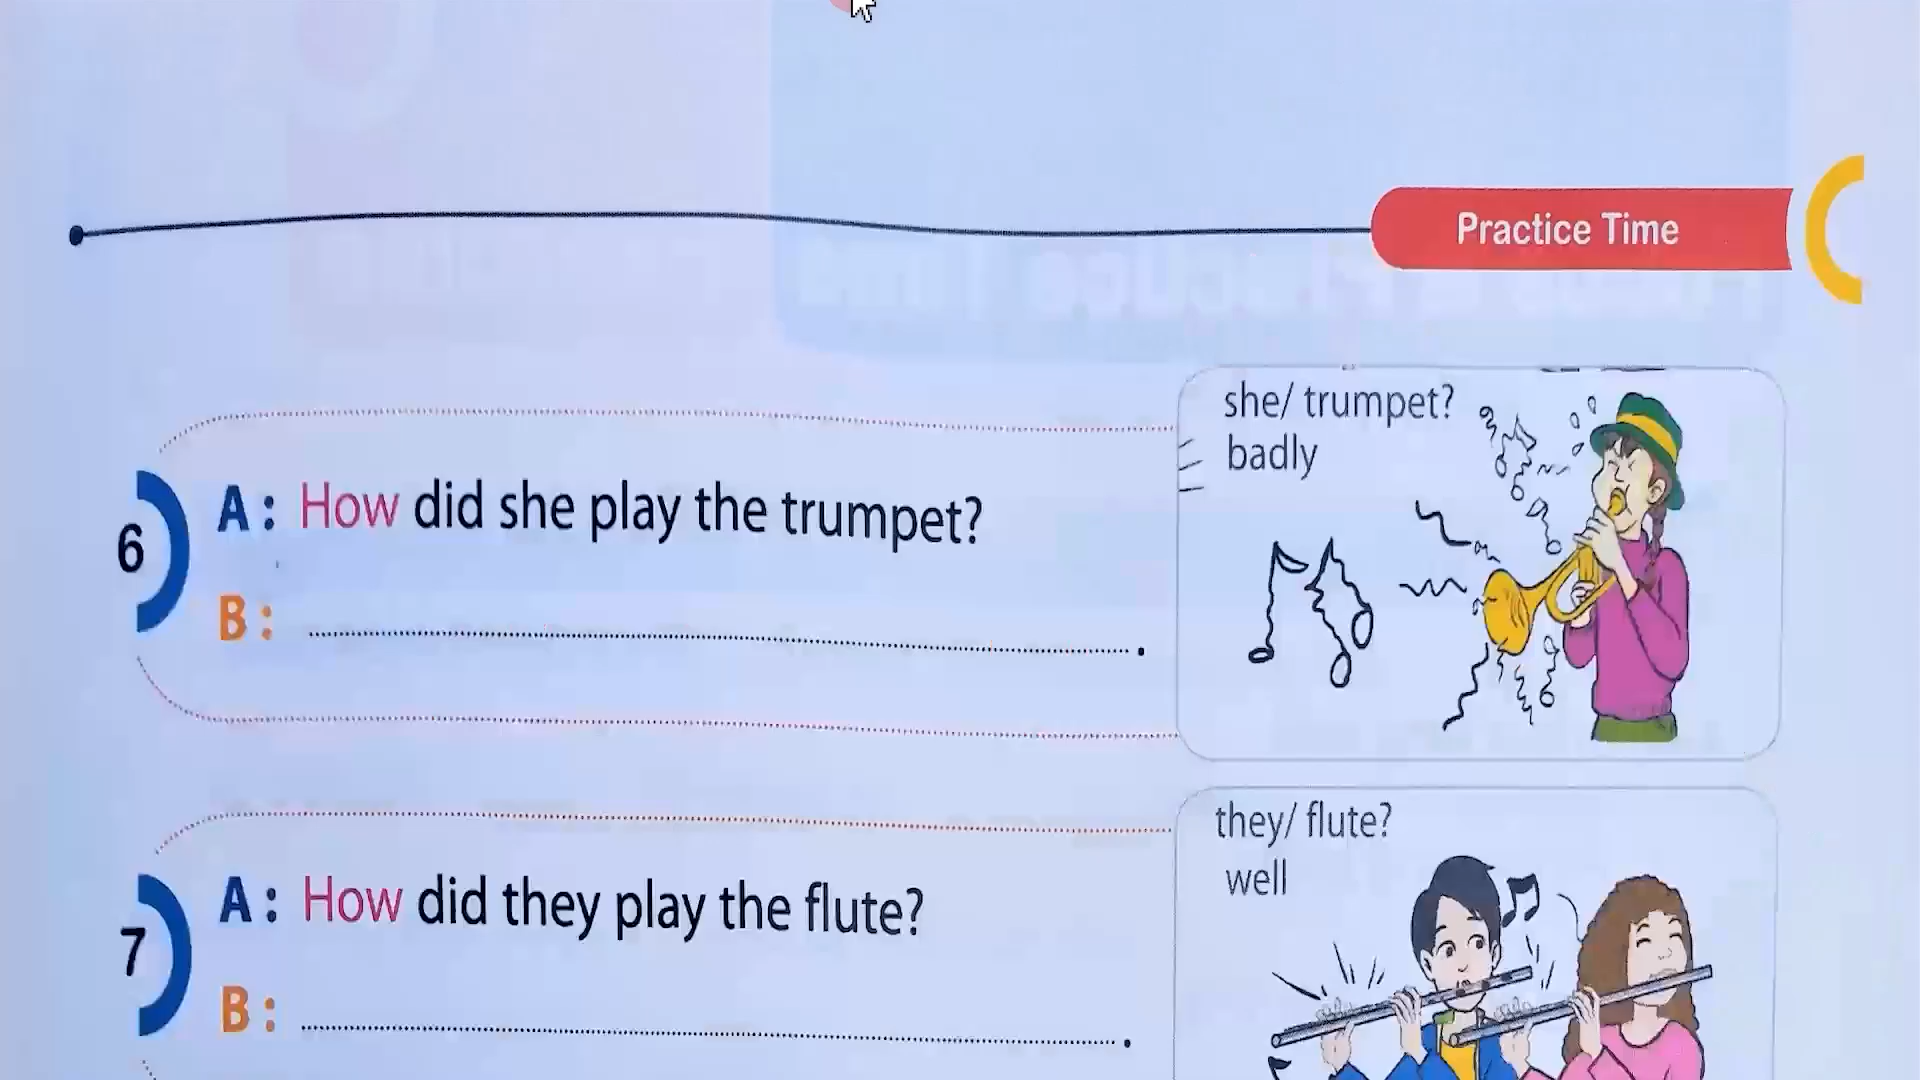 Practice Time
she/ trumpet?
badly
6
A : How did she play the trumpet?
B : .
they/ flute?
well
7
A : How did they play the flute?
B : .